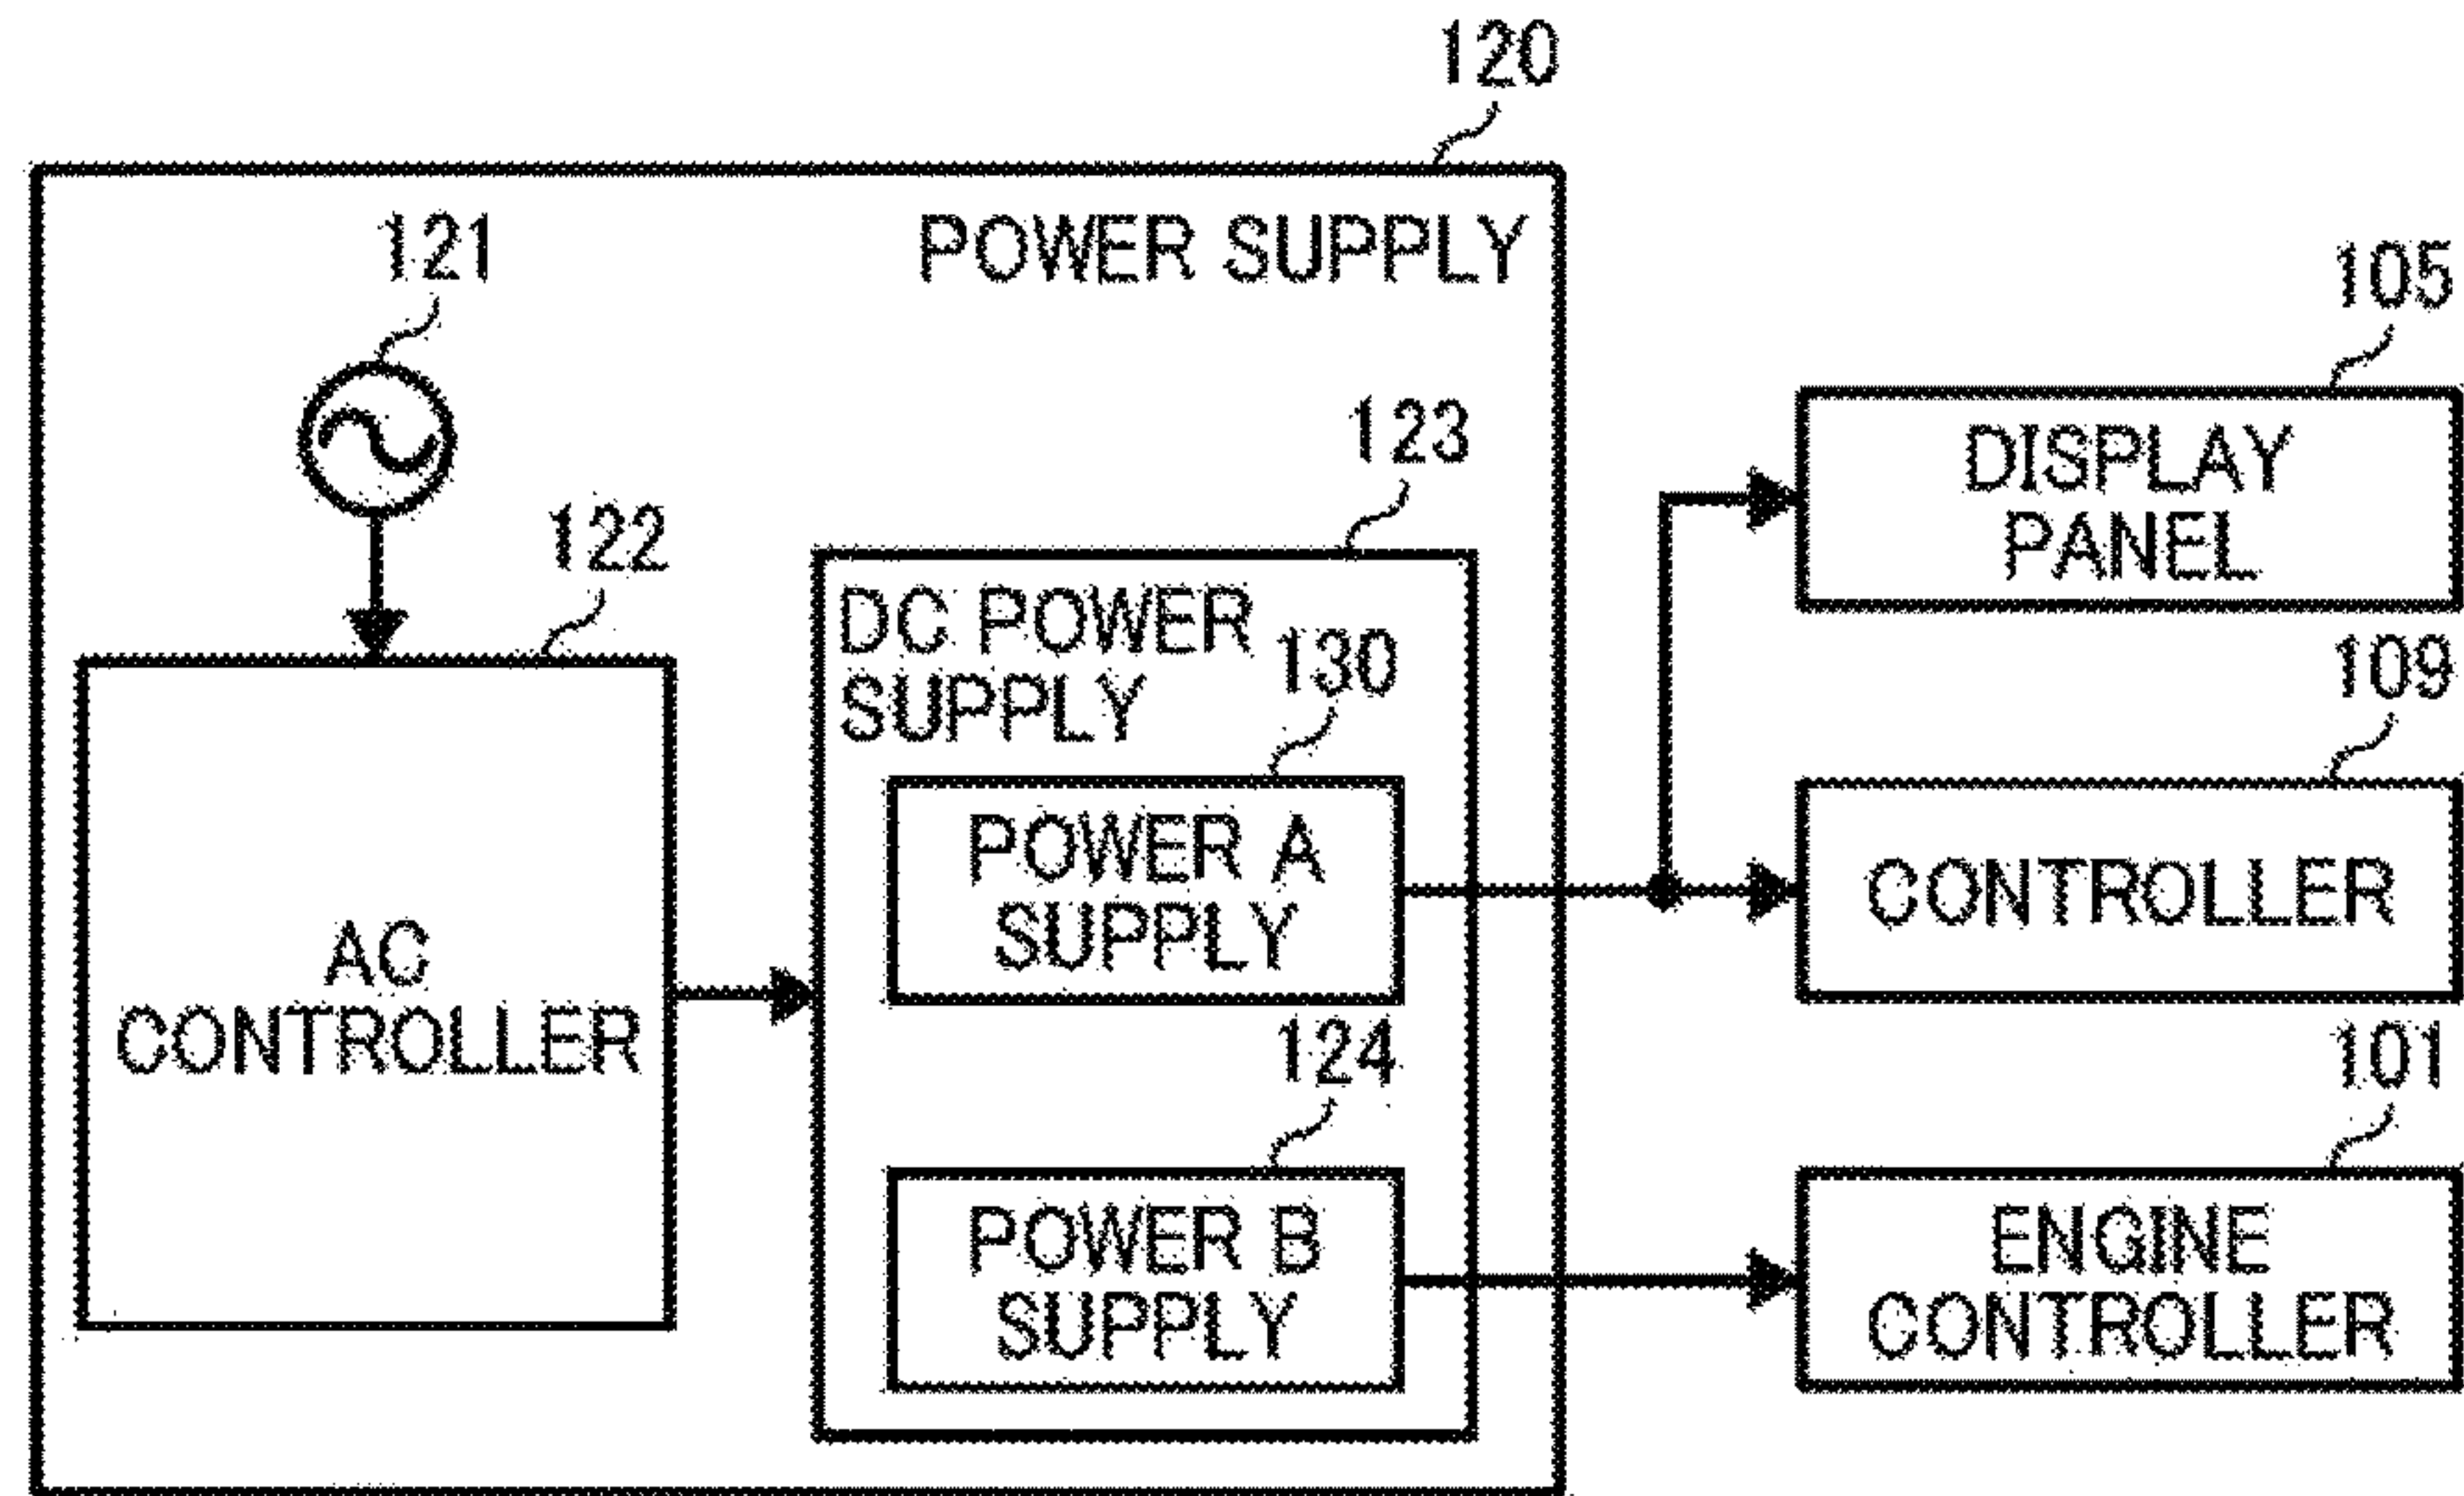 120
POWER SUPPLY
121
105
123
DISPLAY
PANEL
122
DC POWER
SUPPLY
130
109
POWER A
SUPPLY
CONTROLLER
AC
CONTROLLER
124
101
POWER B
SUPPLY
ENGINE
CONTROLLER